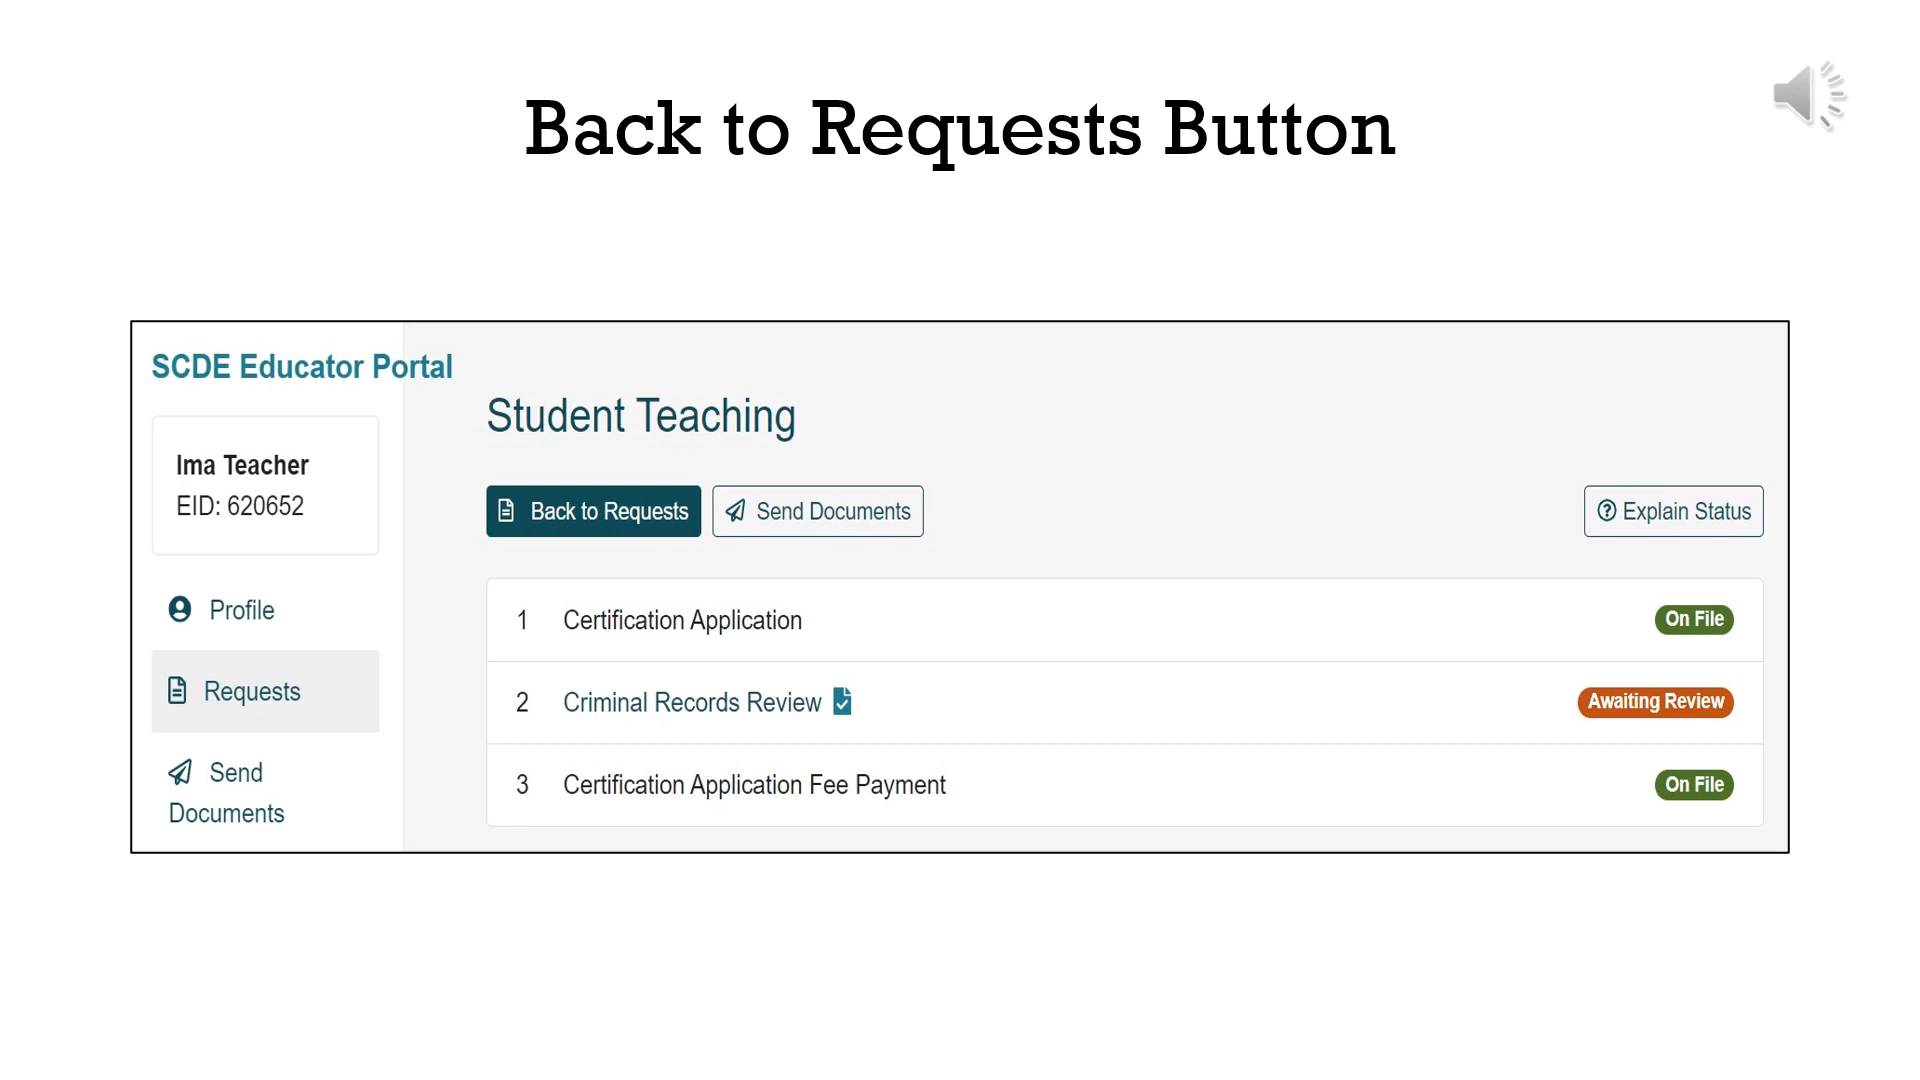 Back to Requests Button
SCDE Educator Portal
Ima Teacher
EID: 620652
Profile
Requests
Send
Documents
Student Teaching
Back to Requests
Send Documents
Explain Status
1 Certification Application On File
2 Criminal Records Review Awaiting Review
3 Certification Application Fee Payment On File